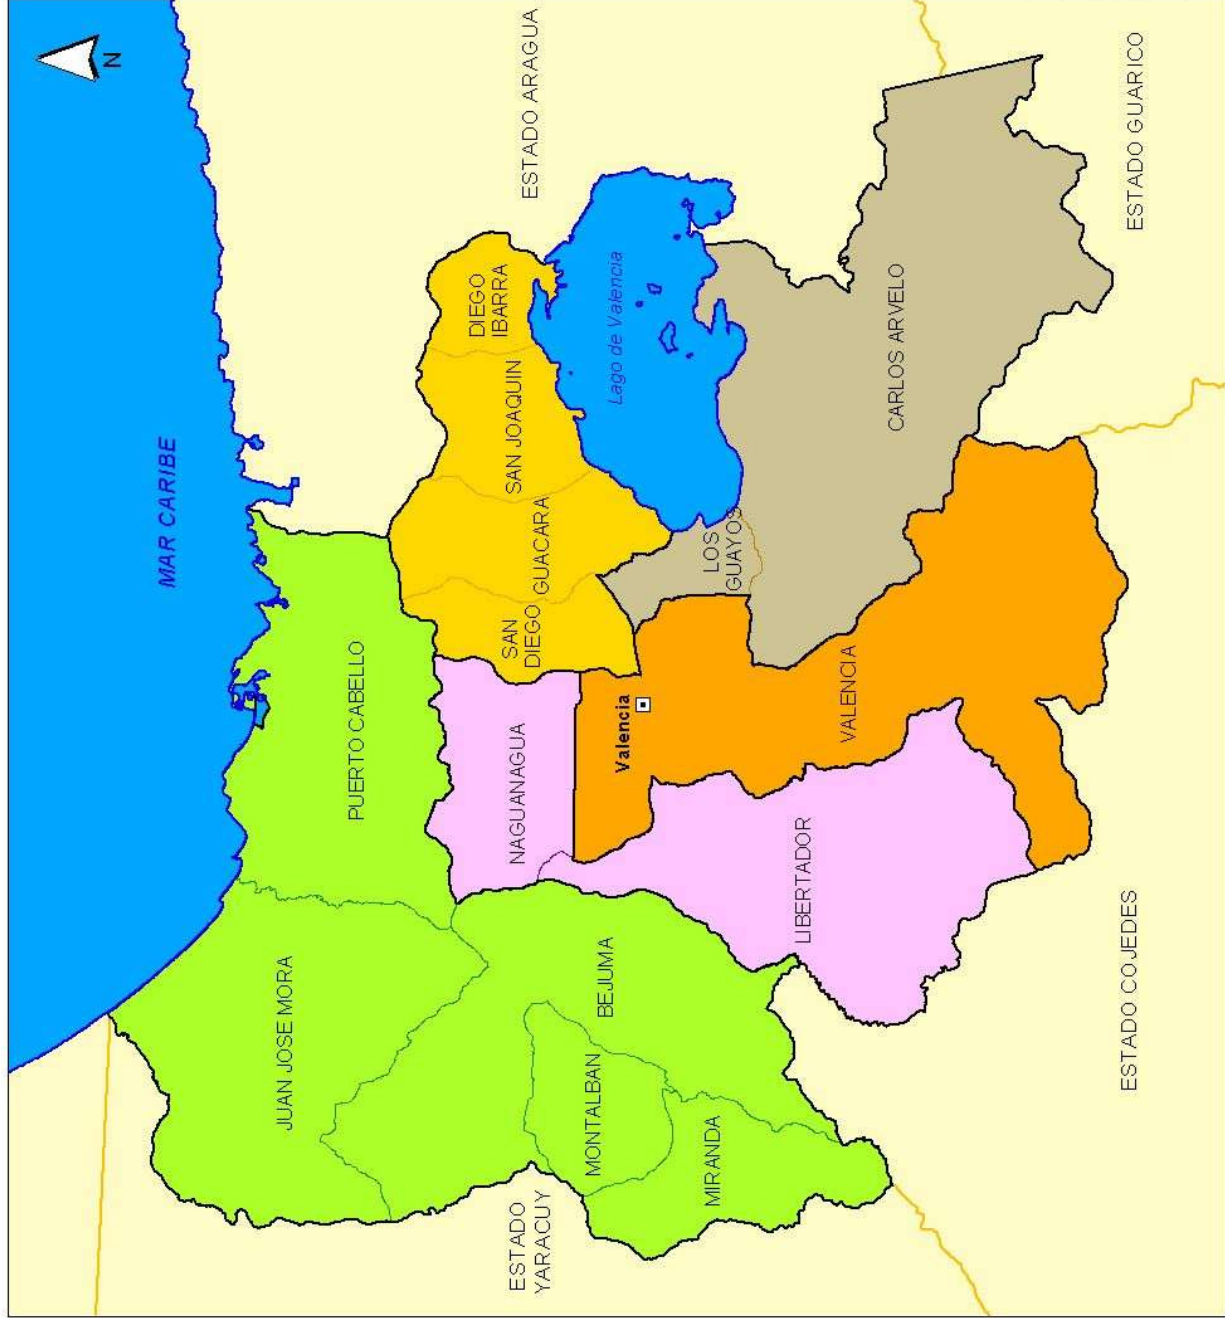 N
MAR CARIBE
JUAN JOSE MORA
PUERTO CABELLO
DIEGO
IBARRA
SAN JOAQUIN
ESTADO
YARACUY
NAGUANAGUA
SAN
DIEGO
GUACARA
ESTADO ARAGUA
MONTALBAN
BEJUMA
Valencia
Lago de Valencia
MIRANDA
LOS
GUAYOS
LIBERTADOR
VALENCIA
CARLOS ARVELO
ESTADO COJEDES
ESTADO GUARICO